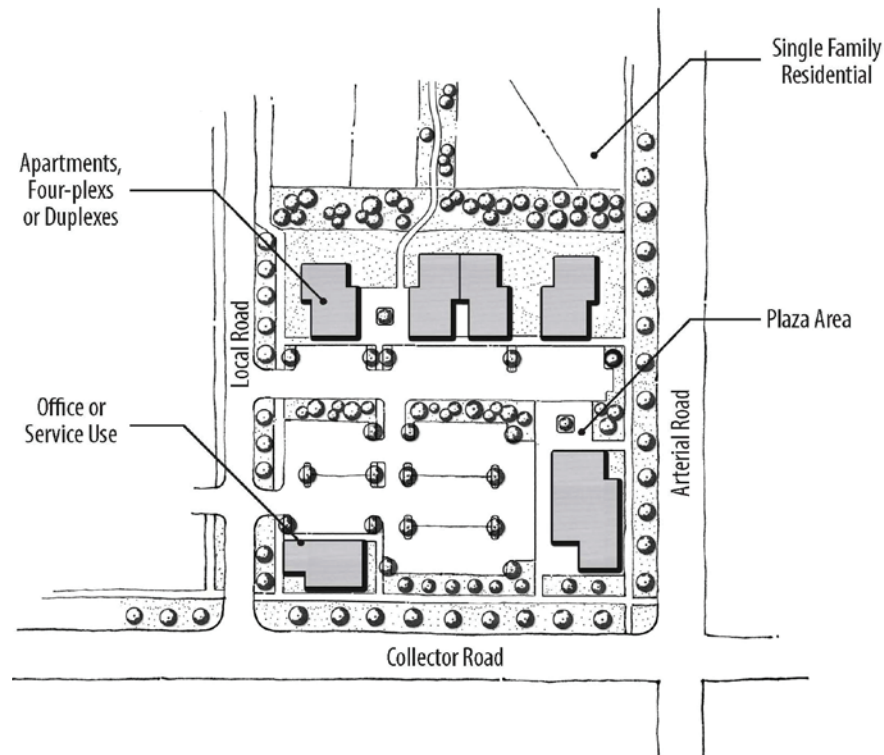 Single Family
Residential
Apartments,
Four-plexs
or Duplexes
Plaza Area
Local Road
Office or
Service Use
Arterial Road
Collector Road